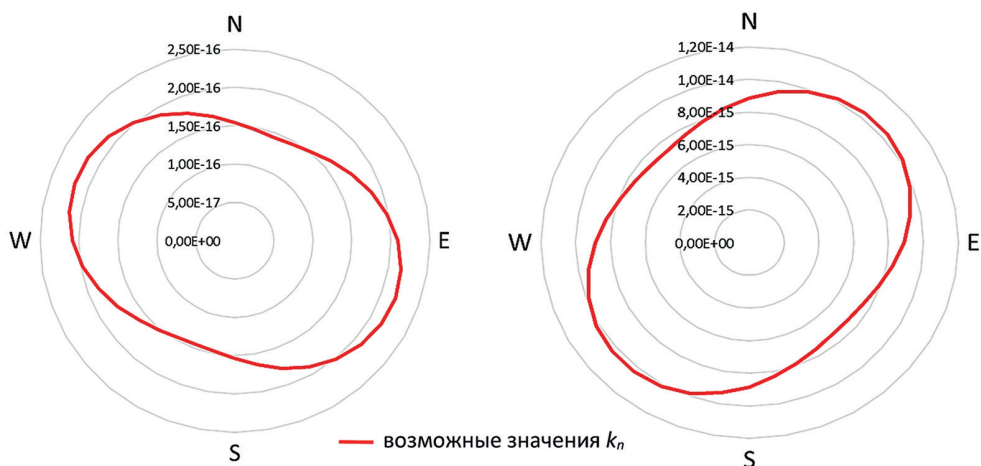 N
2,50E-16
2,00E-16
1,50E-16
1,00E-16
5,00E-17
0,00E+00
W
E
S
N
1,20E-14
1,00E-14
8,00E-15
6,00E-15
4,00E-15
2,00E-15
0,00E+00
W
E
S
возможные значения kn